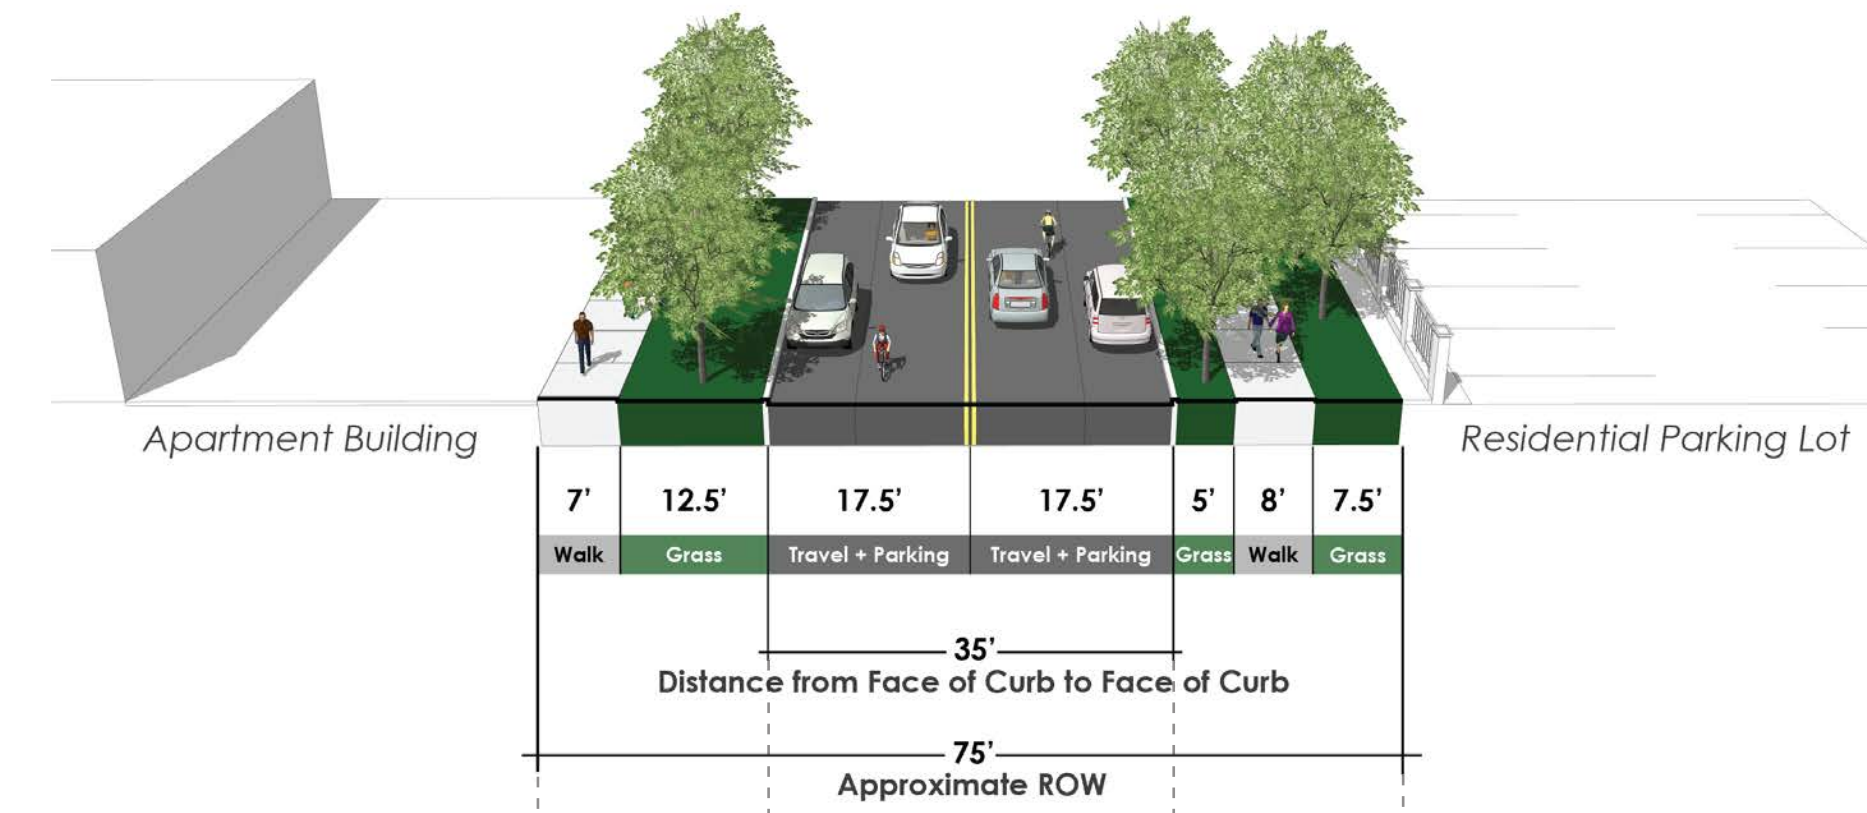 Apartment Building
Residential Parking Lot
7’ 12.5’ 17.5’ 17.5’ 5’ 8’ 7.5’
Walk Grass Travel + Parking Travel + Parking Grass Walk Grass
35’
Distance from Face of Curb to Face of Curb
75’
Approximate ROW